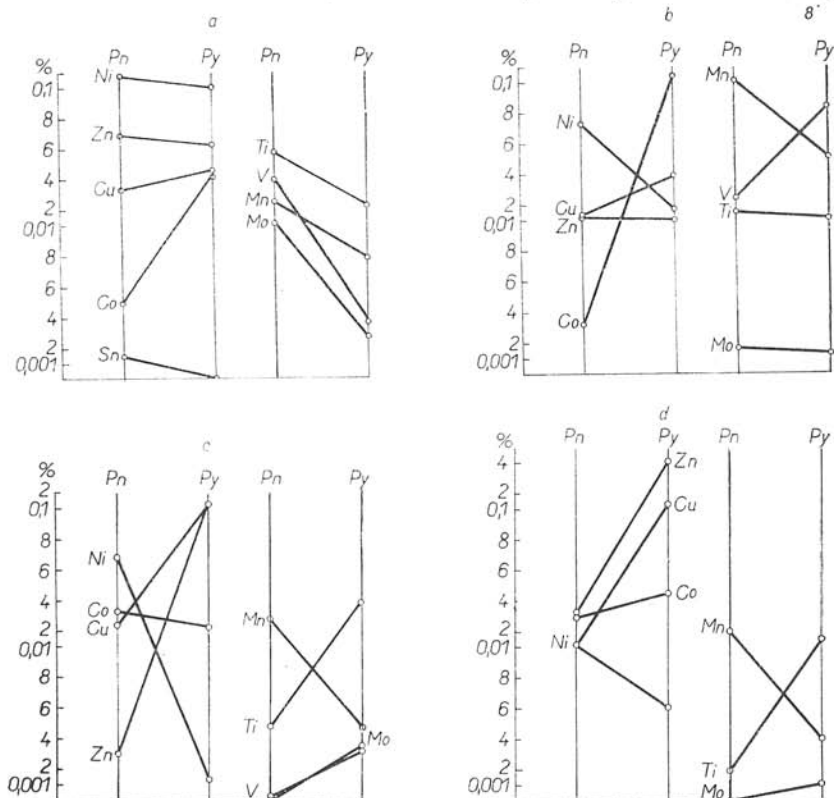 a
Pn Py Pn Py
%
0,1
8
6
4
2
0,01
8
6
4
2
0,001
Ni
Zn
Cu
Co
Sn
Ti
V
Mn
Mo
b 8
Pn Py Pn Py
%
0,1
8
6
4
2
0,01
8
6
4
2
0,001
Ni
Cu
Zn
Co
Mn
V
Ti
Mo
c
Pn Py Pn Py
%
2
0,1
8
6
4
2
0,01
8
6
4
2
0,001
Ni
Co
Cu
Zn
Mn
Ti
V
Mo
d
Pn Py Pn Py
%
4
2
0,1
8
6
4
2
0,01
8
6
4
2
0,001
Zn
Cu
Co
Ni
Mn
Ti
Mo